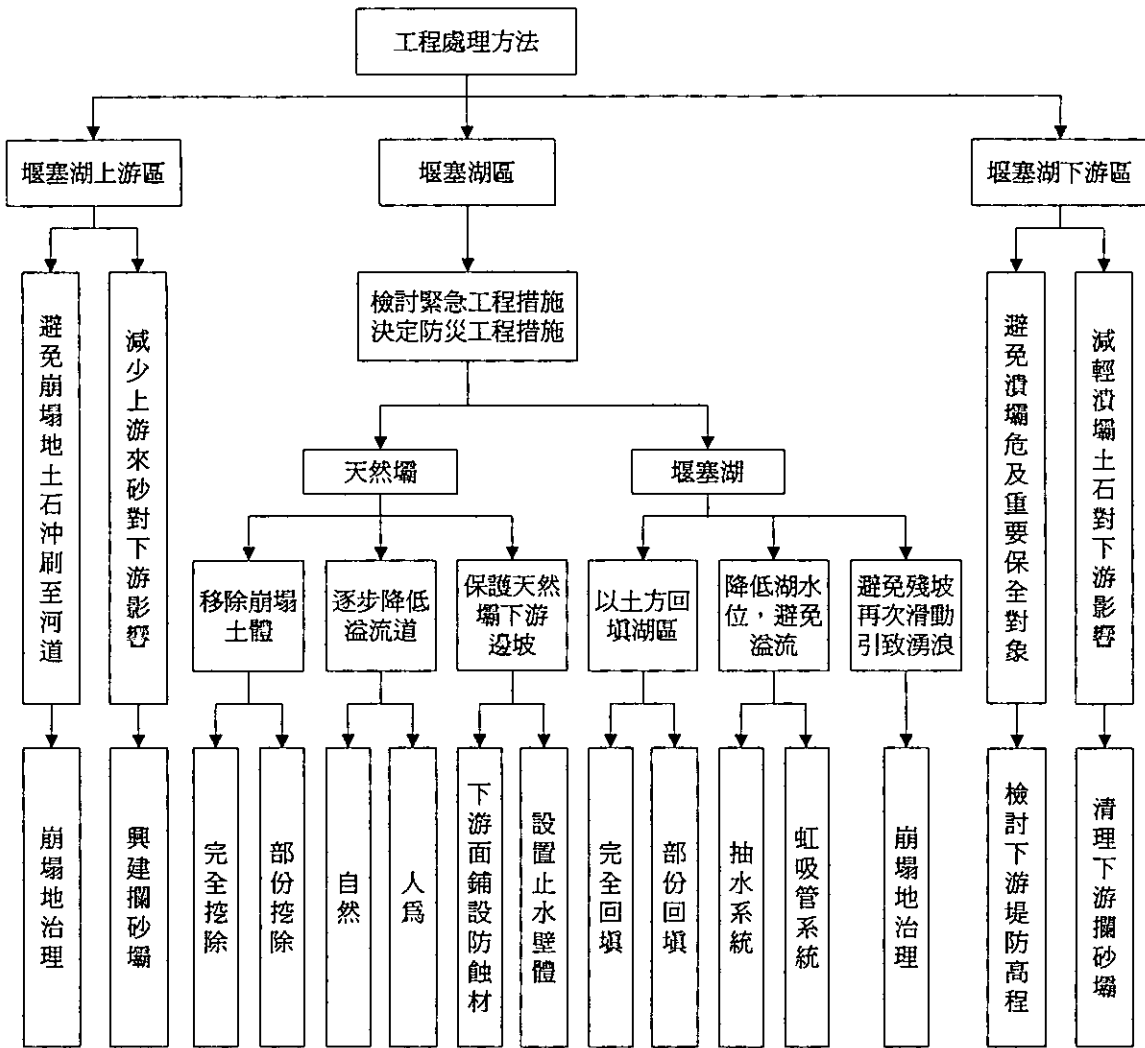 工程處理方法
堰塞湖上游區
堰塞湖區
堰塞湖下游區
避免崩塌地土石沖刷至河道
減少上游來砂對下游影響
檢討緊急工程措施
決定防災工程措施
避免潰壩危及重要保全對象
減輕潰壩土石對下游影響
天然壩
堰塞湖
移除崩塌
土體
逐步降低
溢流道
保護天然
壩下游
邊坡
以土方回
填湖區
降低湖水
位，避免
溢流
避免殘坡
再次滑動
引致湧浪
崩塌地治理
興建攔砂壩
完全挖除
部份挖除
自然
人為
下游面鋪設防蝕材
設置止水壁體
完全回填
部份回填
抽水系統
虹吸管系統
崩塌地治理
檢討下游堤防高程
清理下游攔砂壩